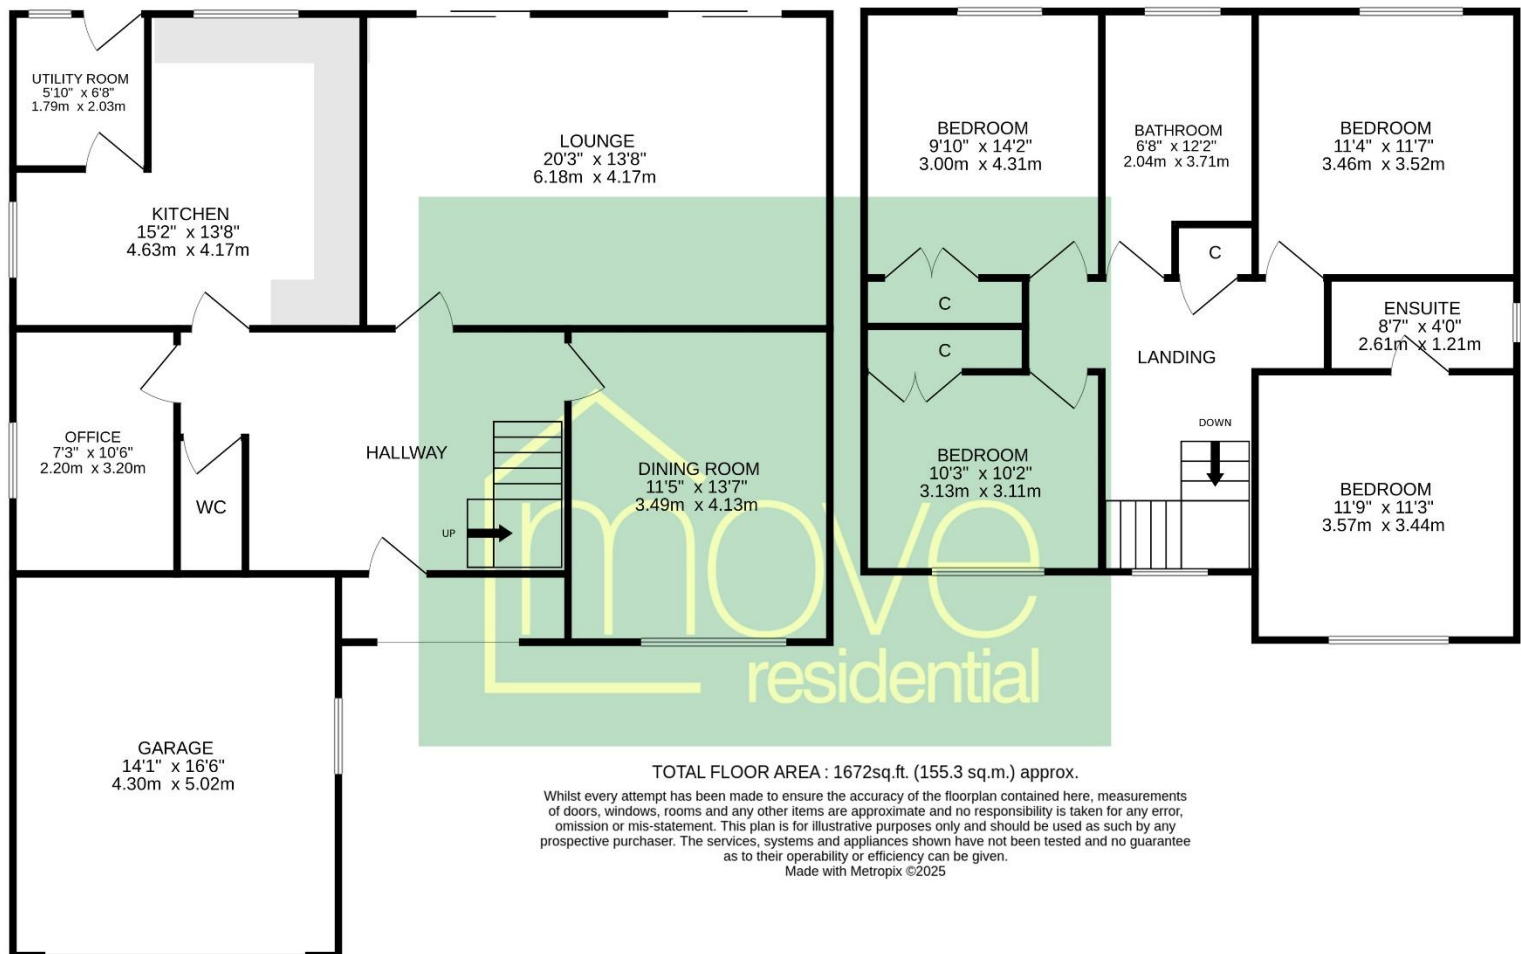 UTILITY ROOM
5'10" x 6'8"
1.79m x 2.03m
KITCHEN
15'2" x 13'8"
4.63m x 4.17m
LOUNGE
20'3" x 13'8"
6.18m x 4.17m
OFFICE
7'3" x 10'6"
2.20m x 3.20m
WC
HALLWAY
UP
DINING ROOM
11'5" x 13'7"
3.49m x 4.13m
GARAGE
14'1" x 16'6"
4.30m x 5.02m
BEDROOM
9'10" x 14'2"
3.00m x 4.31m
BATHROOM
6'8" x 12'2"
2.04m x 3.71m
BEDROOM
11'4" x 11'7"
3.46m x 3.52m
C
C
C
ENSUITE
8'7" x 4'0"
2.61m x 1.21m
LANDING
DOWN
BEDROOM
10'3" x 10'2"
3.13m x 3.11m
BEDROOM
11'9" x 11'3"
3.57m x 3.44m
move
residential
TOTAL FLOOR AREA : 1672sq.ft. (155.3 sq.m.) approx.
Whilst every attempt has been made to ensure the accuracy of the floorplan contained here, measurements
of doors, windows, rooms and any other items are approximate and no responsibility is taken for any error,
omission or mis-statement. This plan is for illustrative purposes only and should be used as such by any
prospective purchaser. The services, systems and appliances shown have not been tested and no guarantee
as to their operability or efficiency can be given.
Made with Metropix ©2025